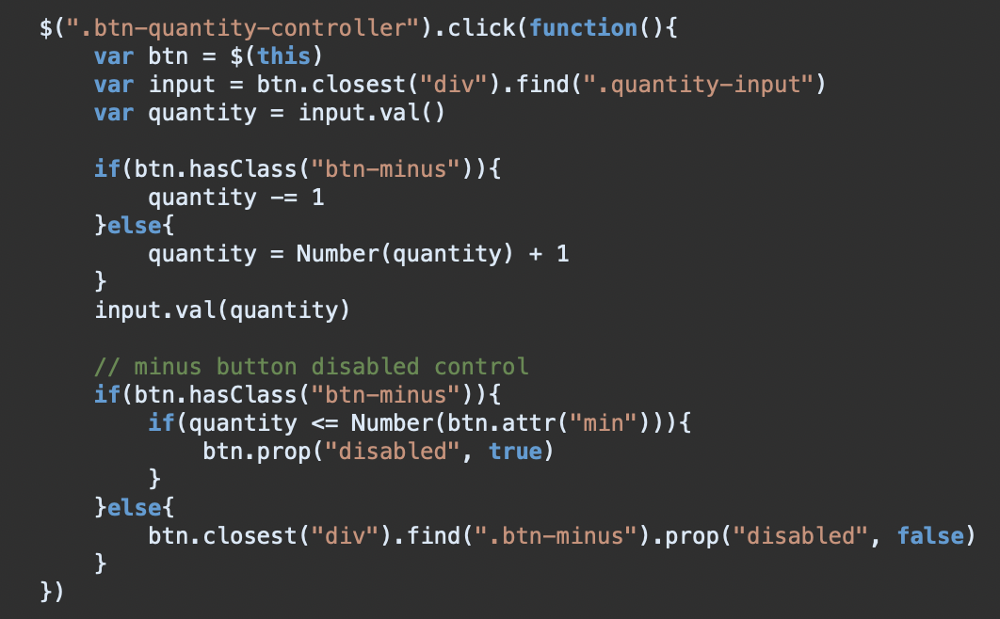 $(".btn-quantity-controller").click(function(){
    var btn = $(this)
    var input = btn.closest("div").find(".quantity-input")
    var quantity = input.val()

    if(btn.hasClass("btn-minus")){
        quantity -= 1
    }else{
        quantity = Number(quantity) + 1
    }
    input.val(quantity)

    // minus button disabled control
    if(btn.hasClass("btn-minus")){
        if(quantity <= Number(btn.attr("min"))){
            btn.prop("disabled", true)
        }
    }else{
        btn.closest("div").find(".btn-minus").prop("disabled", false)
    }
})